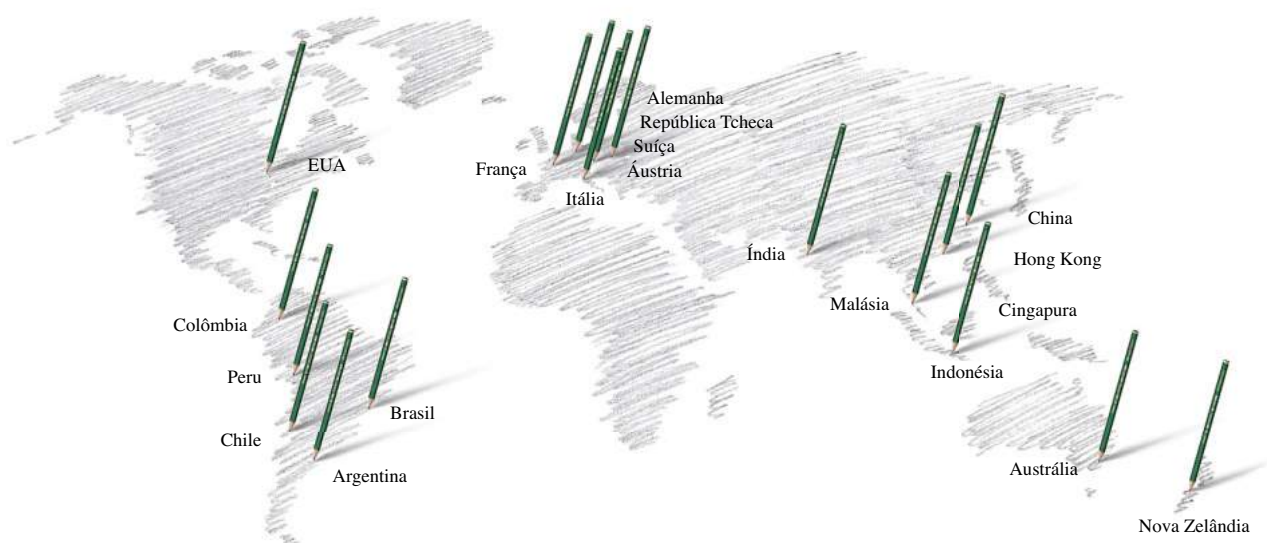 Alemanha
República Tcheca
Suíça
EUA
França
Áustria
Itália
China
Índia
Hong Kong
Malásia
Cingapura
Colômbia
Indonésia
Peru
Brasil
Chile
Austrália
Argentina
Nova Zelândia